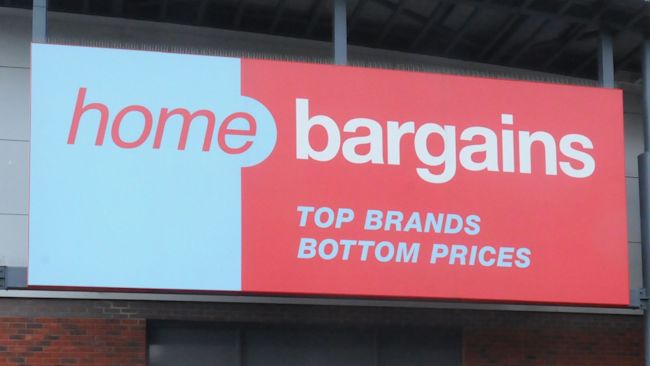 home bargains
TOP BRANDS
BOTTOM PRICES